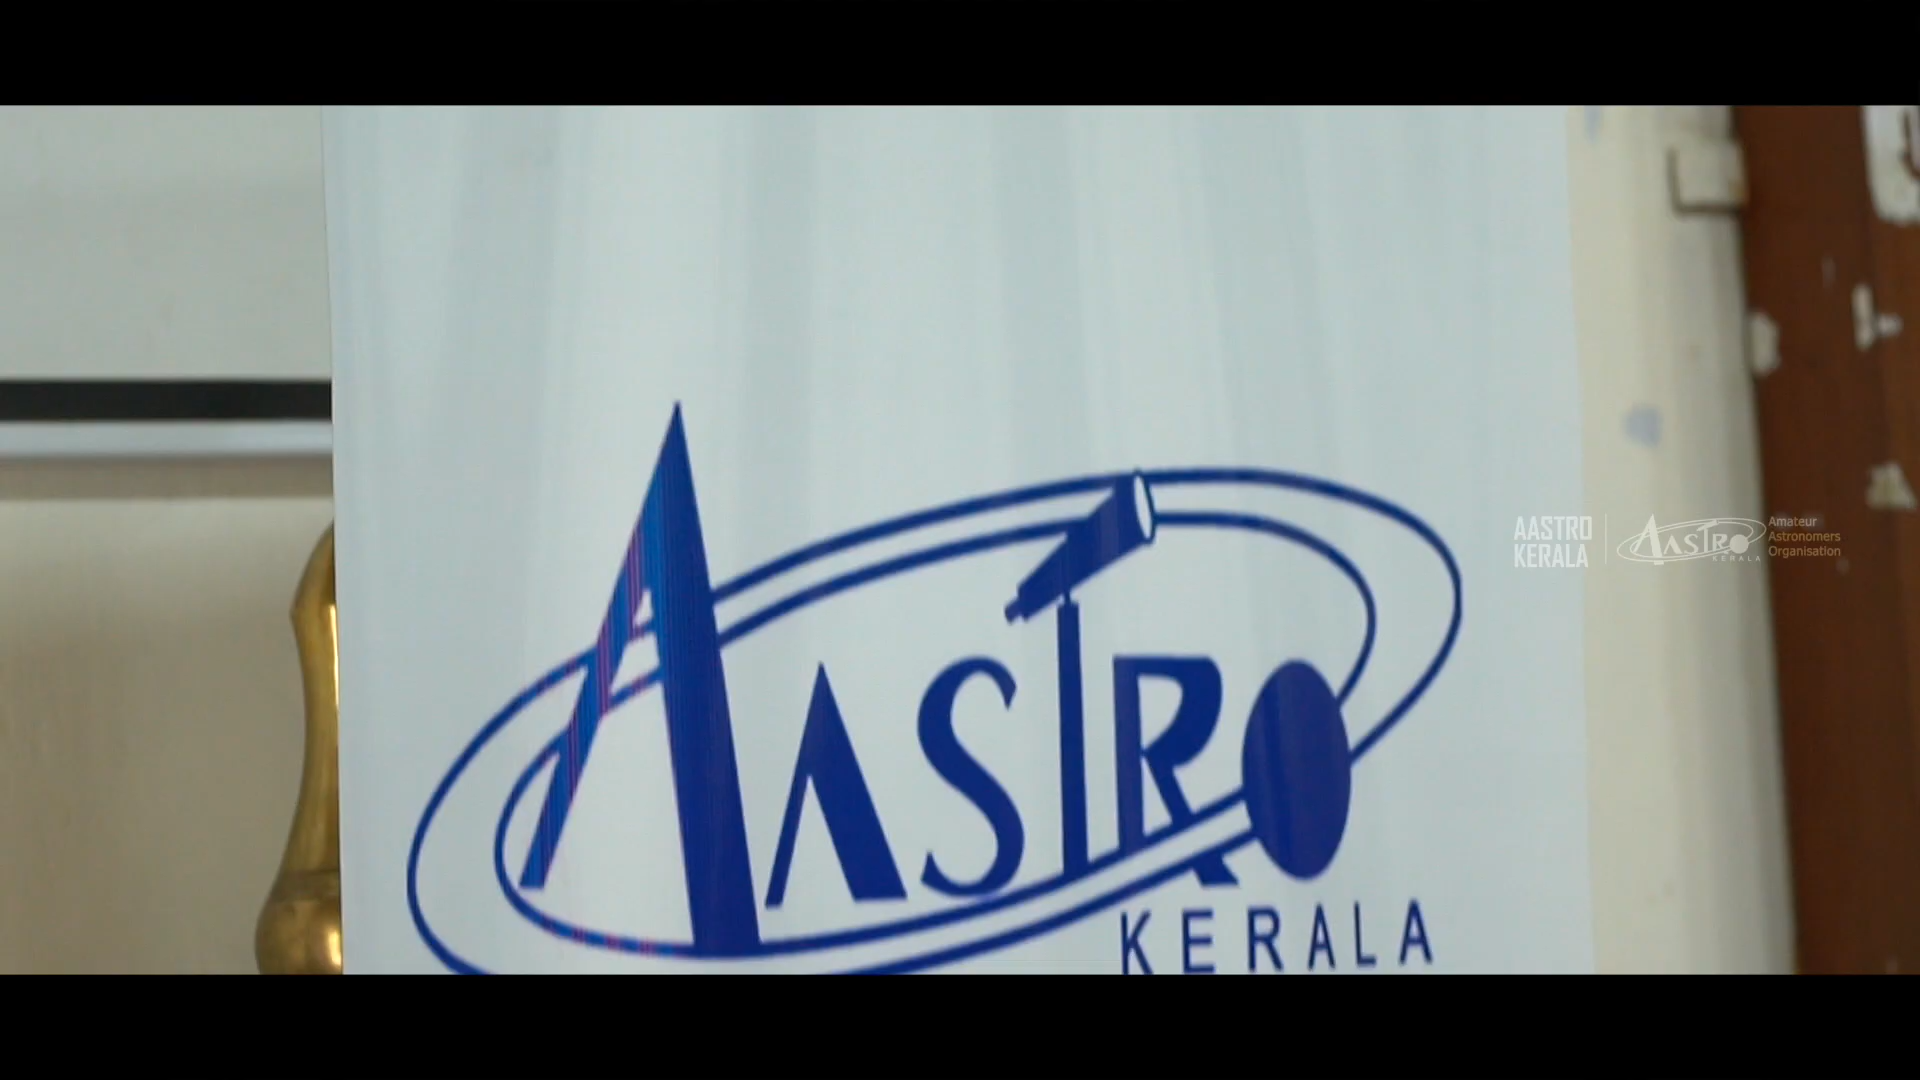 AASTRO
KERALA
AASTRO
KERALA
AASTRO
KERALA
Amateur
Astronomers
Organisation